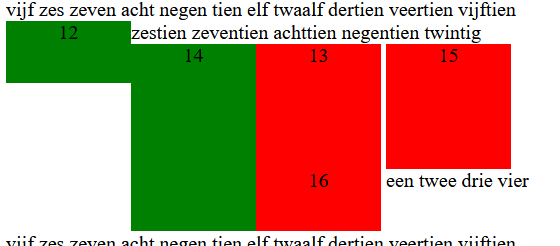 vijf zes zeven acht negen tien elf twaalf dertien veertien vijftien
12 zestien zeventien achttien negentien twintig
14 13 15
16 een twee drie vier
vijf zes zeven acht negen tien elf twaalf dertien veertien vijftien